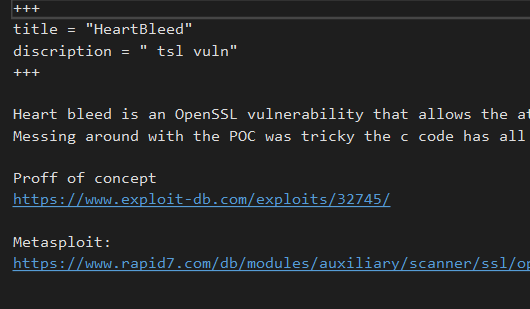 +++
title = "HeartBleed"
discription = " tsl vuln"
+++
Heart bleed is an OpenSSL vulnerability that allows the
Messing around with the POC was tricky the c code has all
Proff of concept
https://www.exploit-db.com/exploits/32745/
Metasploit:
https://www.rapid7.com/db/modules/auxiliary/scanner/ssl/op